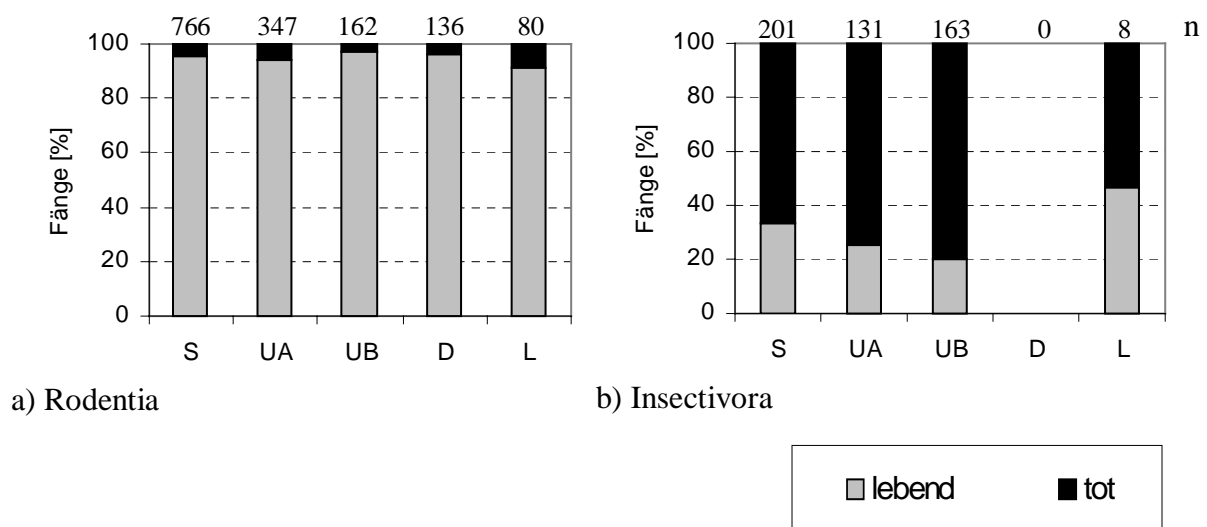 766 347 162 136 80
100
80
60
40
20
0
Fänge [%]
S UA UB D L
a) Rodentia
201 131 163 0 8 n
100
80
60
40
20
0
Fänge [%]
S UA UB D L
b) Insectivora
lebend tot